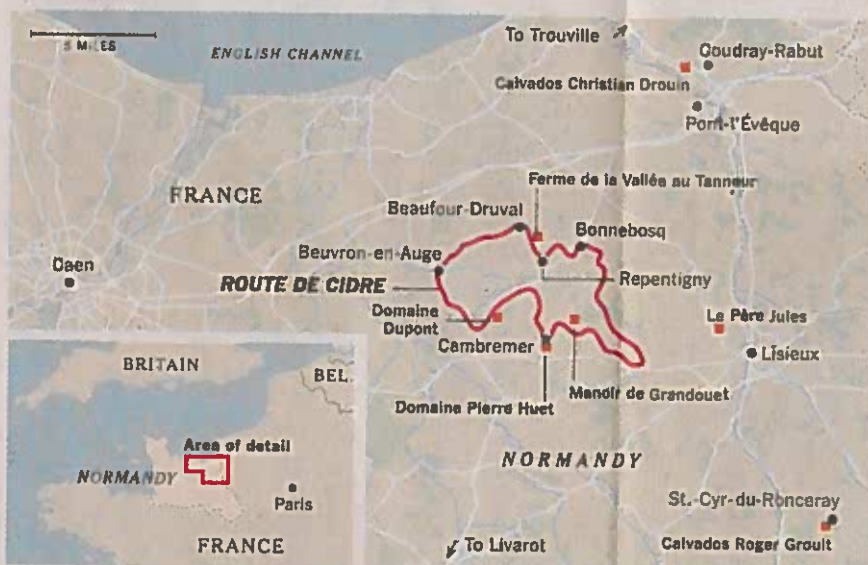 5 MILES
ENGLISH CHANNEL
To Trouville
Coudray-Rabut
Calvados Christian Drouin
Pont-l'Évêque
FRANCE
Ferme de la Vallée au Tanneur
Beaufour-Druval
Bonnebosq
Beuvron-en-Auge
Caen
ROUTE DE CIDRE
Repentigny
Domaine
Dupont
Le Père Jules
Cambremer
Lisieux
Manoir de Grandouet
Domaine Pierre Huet
BRITAIN
BEL.
Area of detail
NORMANDY
Paris
FRANCE
NORMANDY
St.-Cyr-du-Ronceray
To Livarot
Calvados Roger Groult